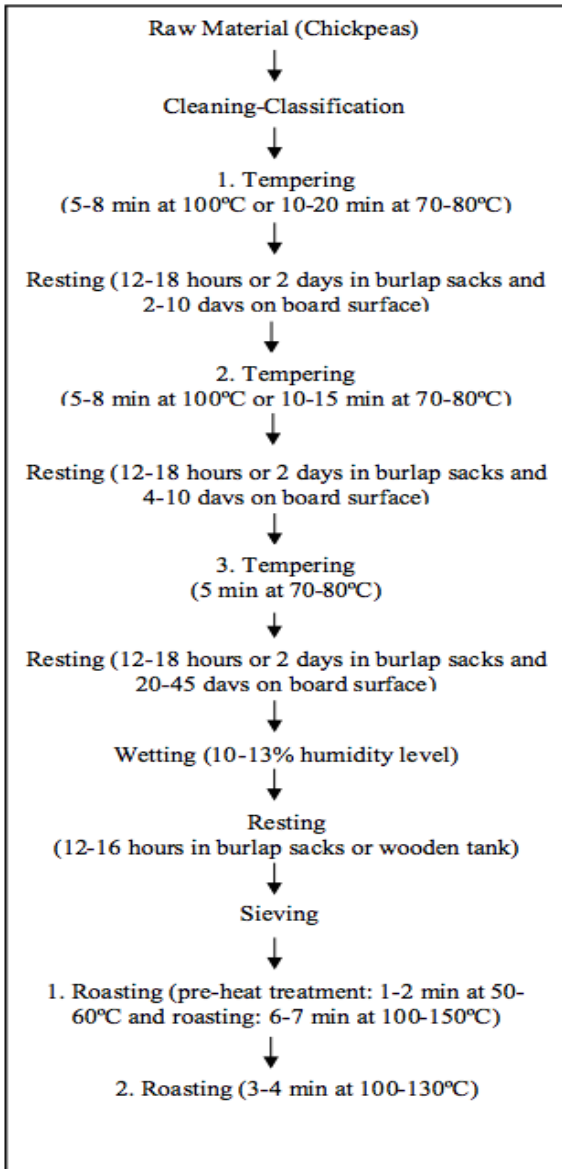 Raw Material (Chickpeas)
Cleaning-Classification
1. Tempering
(5-8 min at 100ºC or 10-20 min at 70-80ºC)
Resting (12-18 hours or 2 days in burlap sacks and
2-10 days on board surface)
2. Tempering
(5-8 min at 100ºC or 10-15 min at 70-80ºC)
Resting (12-18 hours or 2 days in burlap sacks and
4-10 days on board surface)
3. Tempering
(5 min at 70-80ºC)
Resting (12-18 hours or 2 days in burlap sacks and
20-45 days on board surface)
Wetting (10-13% humidity level)
Resting
(12-16 hours in burlap sacks or wooden tank)
Sieving
1. Roasting (pre-heat treatment: 1-2 min at 50-
60ºC and roasting: 6-7 min at 100-150ºC)
2. Roasting (3-4 min at 100-130ºC)